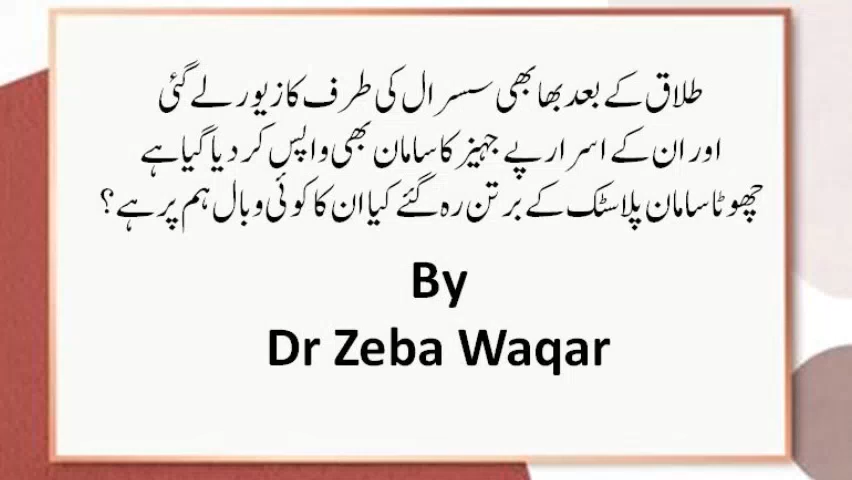 طلاق کے بعد بھابھی سسرال کی طرف کا زیور لے گئی
اور ان کے اسرار پے جہیز کا سامان بھی واپس کر دیا گیا ہے
چھوٹا سامان پلاسٹک کے برتن رہ گئے کیا ان کا کوئی وبال ہم پر ہے ؟
By
Dr Zeba Waqar